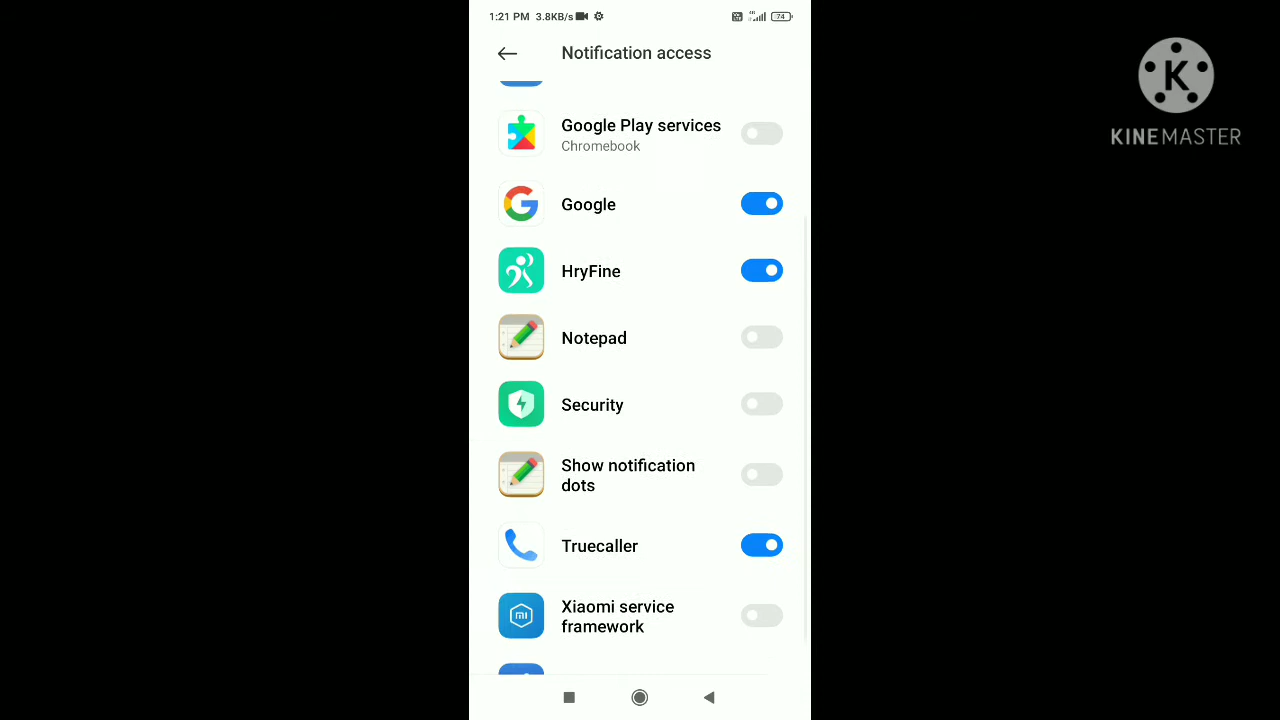 1:21 PM 3.8KB/s
74
Notification access
Google Play services
Chromebook
Google
HryFine
Notepad
Security
Show notification
dots
Truecaller
Xiaomi service
framework
K
KINEMASTER